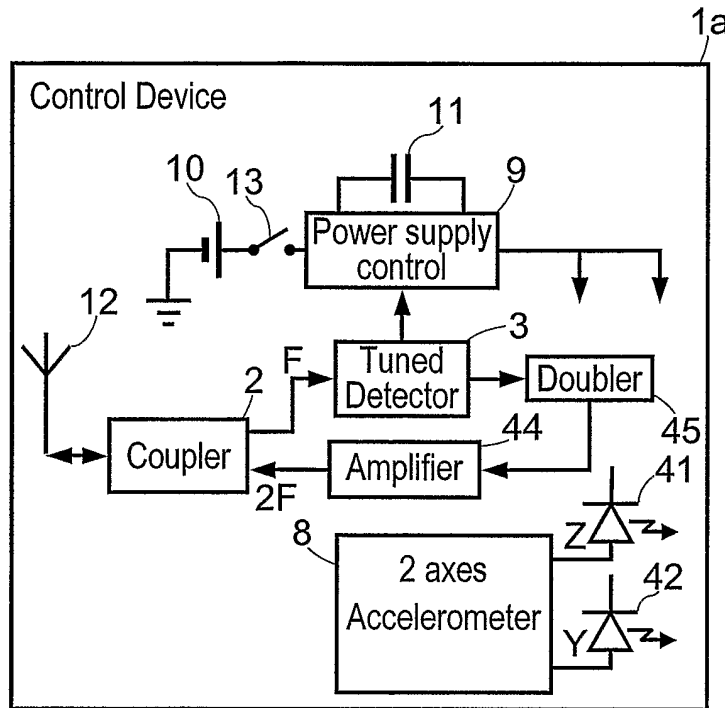 1a
Control Device
11
10
13
9
Power supply
control
12
3
F
Tuned
Detector
Doubler
2
44
45
Coupler
Amplifier
2F
41
8
Z
2 axes
Accelerometer
42
Y